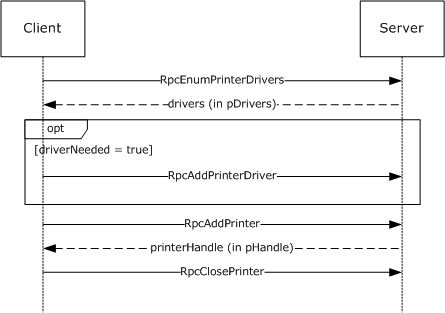 Client
Server
RpcEnumPrinterDrivers
drivers (in pDrivers)
opt
[driverNeeded = true]
RpcAddPrinterDriver
RpcAddPrinter
printerHandle (in pHandle)
RpcClosePrinter